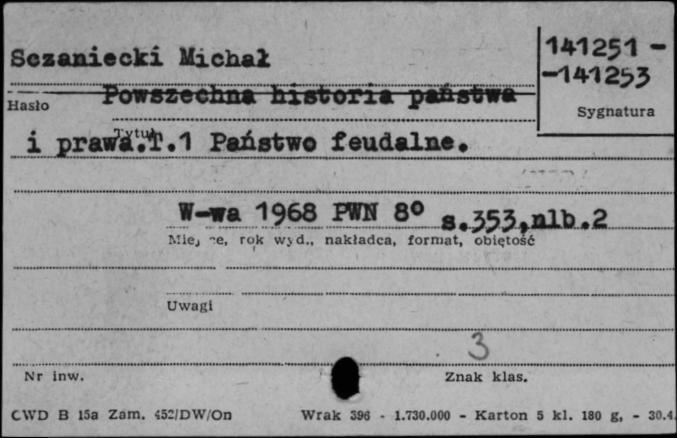 Sczaniecki Michał
141251 -
-141253
Hasło
Powszechna historia państwa
Sygnatura
Tytuł
i prawa.T.1 Państwo feudalne.
W-wa 1968 PWN 8° s.353,nlb.2
Miejsce, rok wyd., nakładca, format, objętość
Uwagi
3
Nr inw.
Znak klas.
CWD B 15a Zam. 452/DW/On
Wrak 396 - 1.730.000 - Karton 5 kl. 180 g, - 30.4